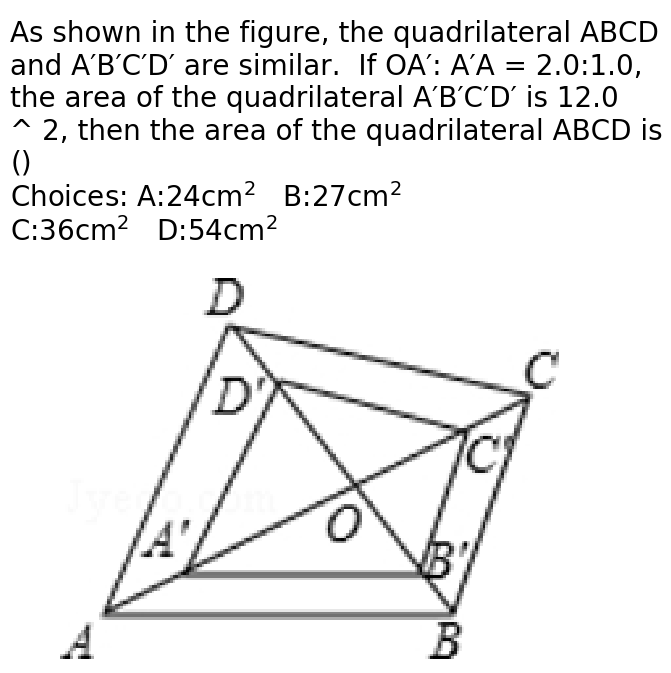 As shown in the figure, the quadrilateral ABCD
and A′B′C′D′ are similar.  If OA′: A′A = 2.0:1.0,
the area of the quadrilateral A′B′C′D′ is 12.0
^ 2, then the area of the quadrilateral ABCD is
()
Choices: A:24cm²   B:27cm²
C:36cm²   D:54cm²
D
C
D'
C'
O
A'
B'
A
B